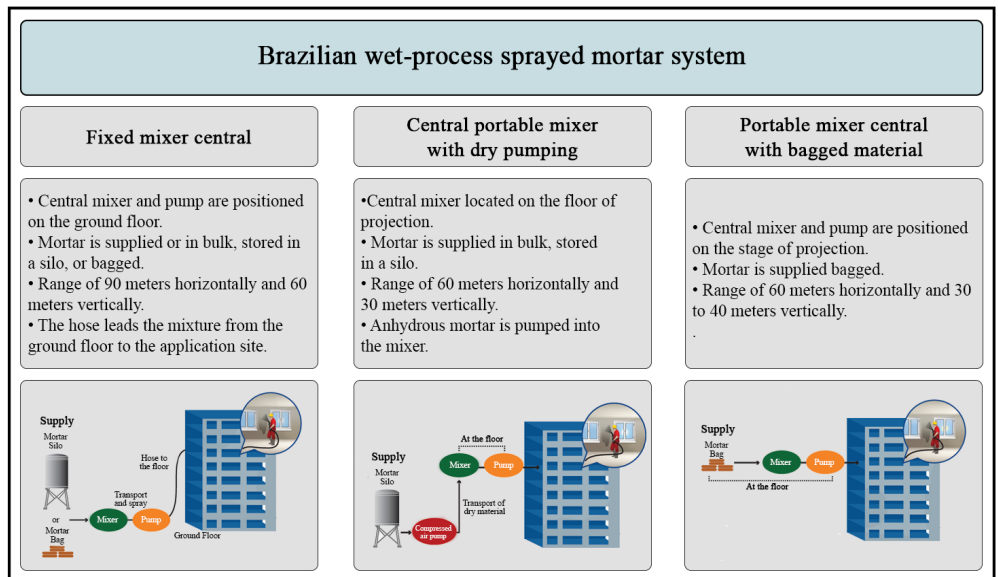 Brazilian wet-process sprayed mortar system
Fixed mixer central
Central portable mixer
with dry pumping
Portable mixer central
with bagged material
• Central mixer and pump are positioned
on the ground floor.
• Mortar is supplied or in bulk, stored in
a silo, or bagged.
• Range of 90 meters horizontally and 60
meters vertically.
• The hose leads the mixture from the
ground floor to the application site.
•Central mixer located on the floor of
projection.
• Mortar is supplied in bulk, stored
in a silo.
• Range of 60 meters horizontally and
30 meters vertically.
• Anhydrous mortar is pumped into
the mixer.
• Central mixer and pump are positioned
on the stage of projection.
• Mortar is supplied bagged.
• Range of 60 meters horizontally and 30
to 40 meters vertically.
.
Supply
Mortar
Silo
or
Mortar
Bag
Mixer
Transport
and spray
Pump
Hose to
the floor
Ground Floor
Supply
Mortar
Silo
Compressed
air pump
Transport of
dry material
At the floor
Mixer
Pump
Supply
Mortar
Bag
Mixer
Pump
At the floor